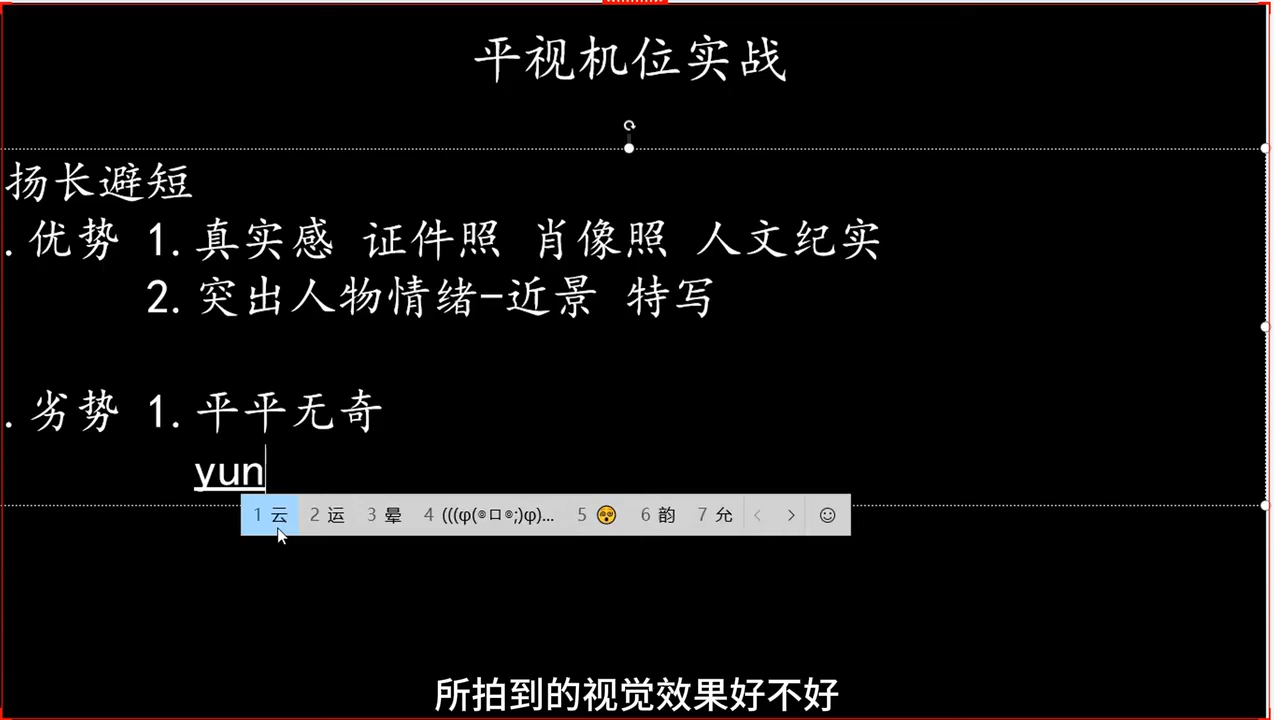 平视机位实战
扬长避短
.优势 1.真实感 证件照 肖像照 人文纪实
2.突出人物情绪-近景 特写
.劣势 1.平平无奇
yun
1 云 2 运 3 晕 4 (((φ(◎ロ◎;)φ)... 5 😵 6 韵 7 允
所拍到的视觉效果好不好